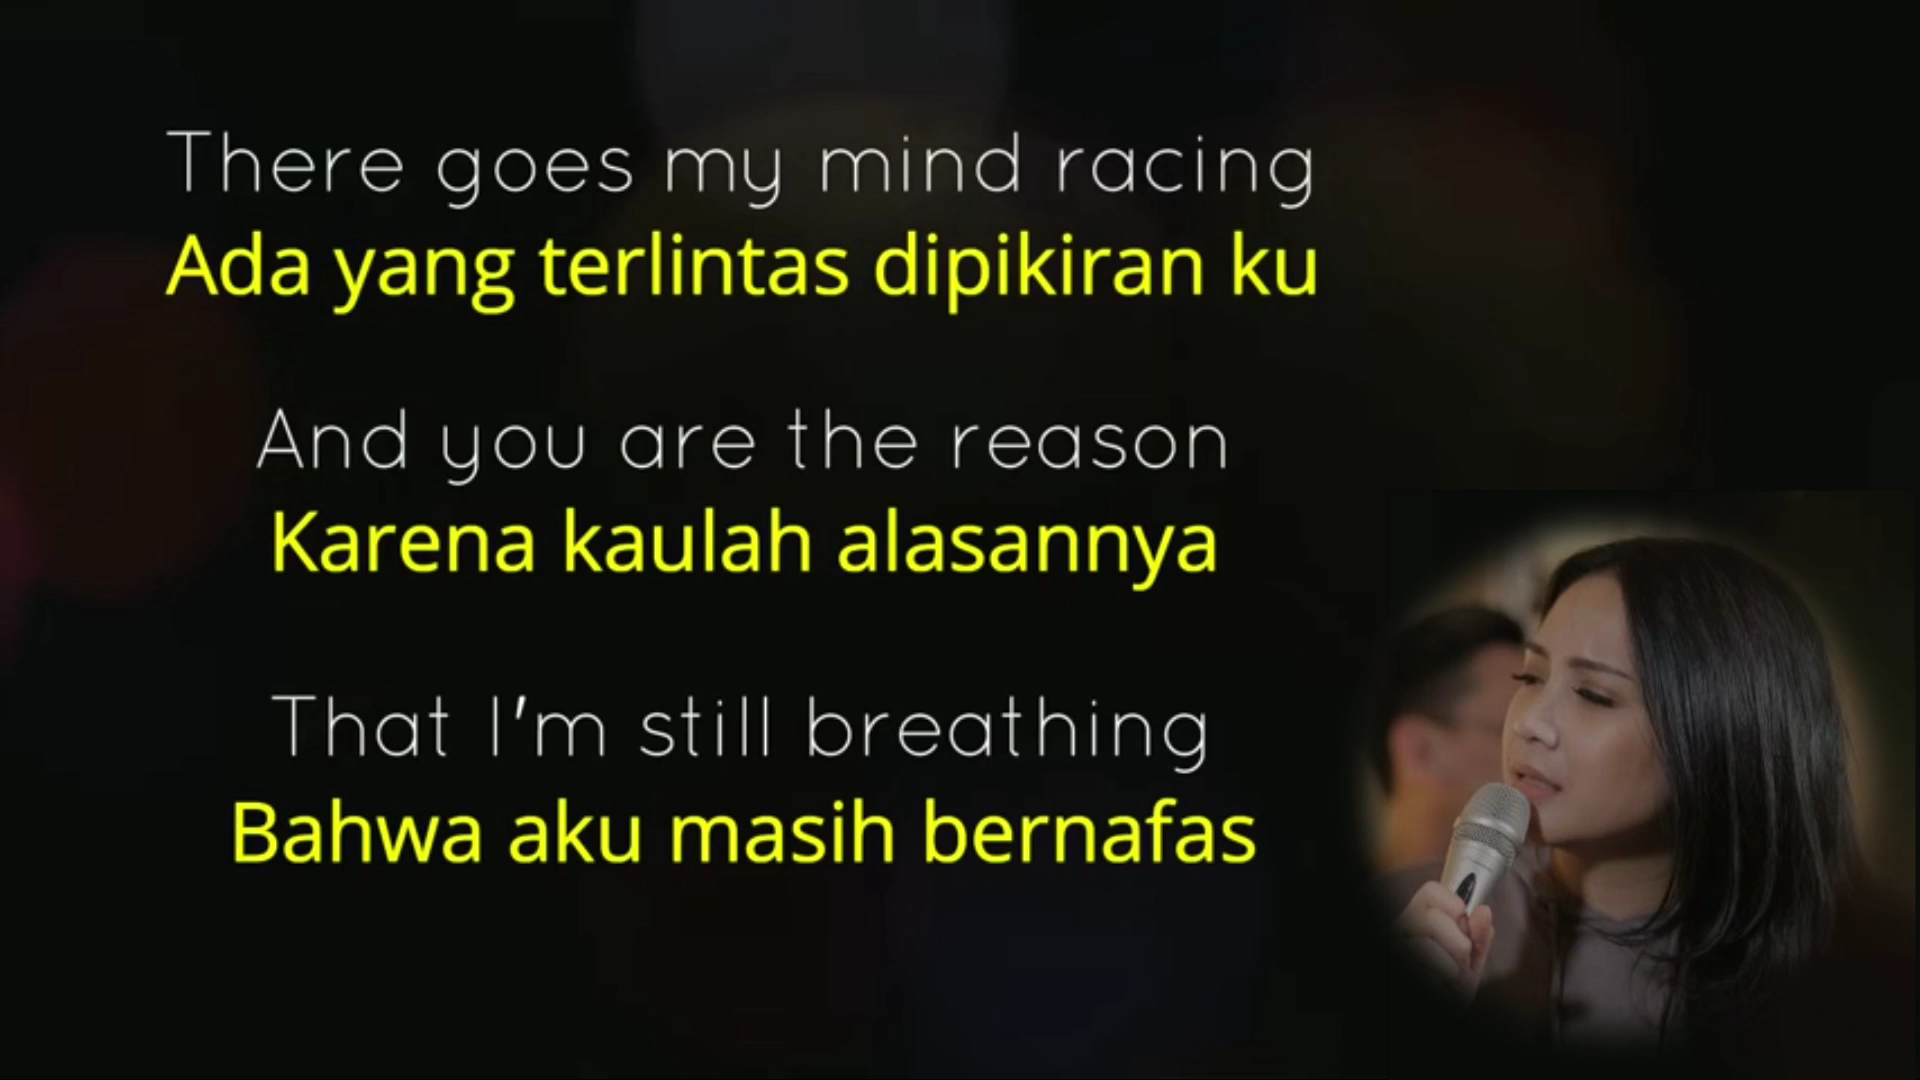 There goes my mind racing
Ada yang terlintas dipikiran ku
And you are the reason
Karena kaulah alasannya
That I'm still breathing
Bahwa aku masih bernafas